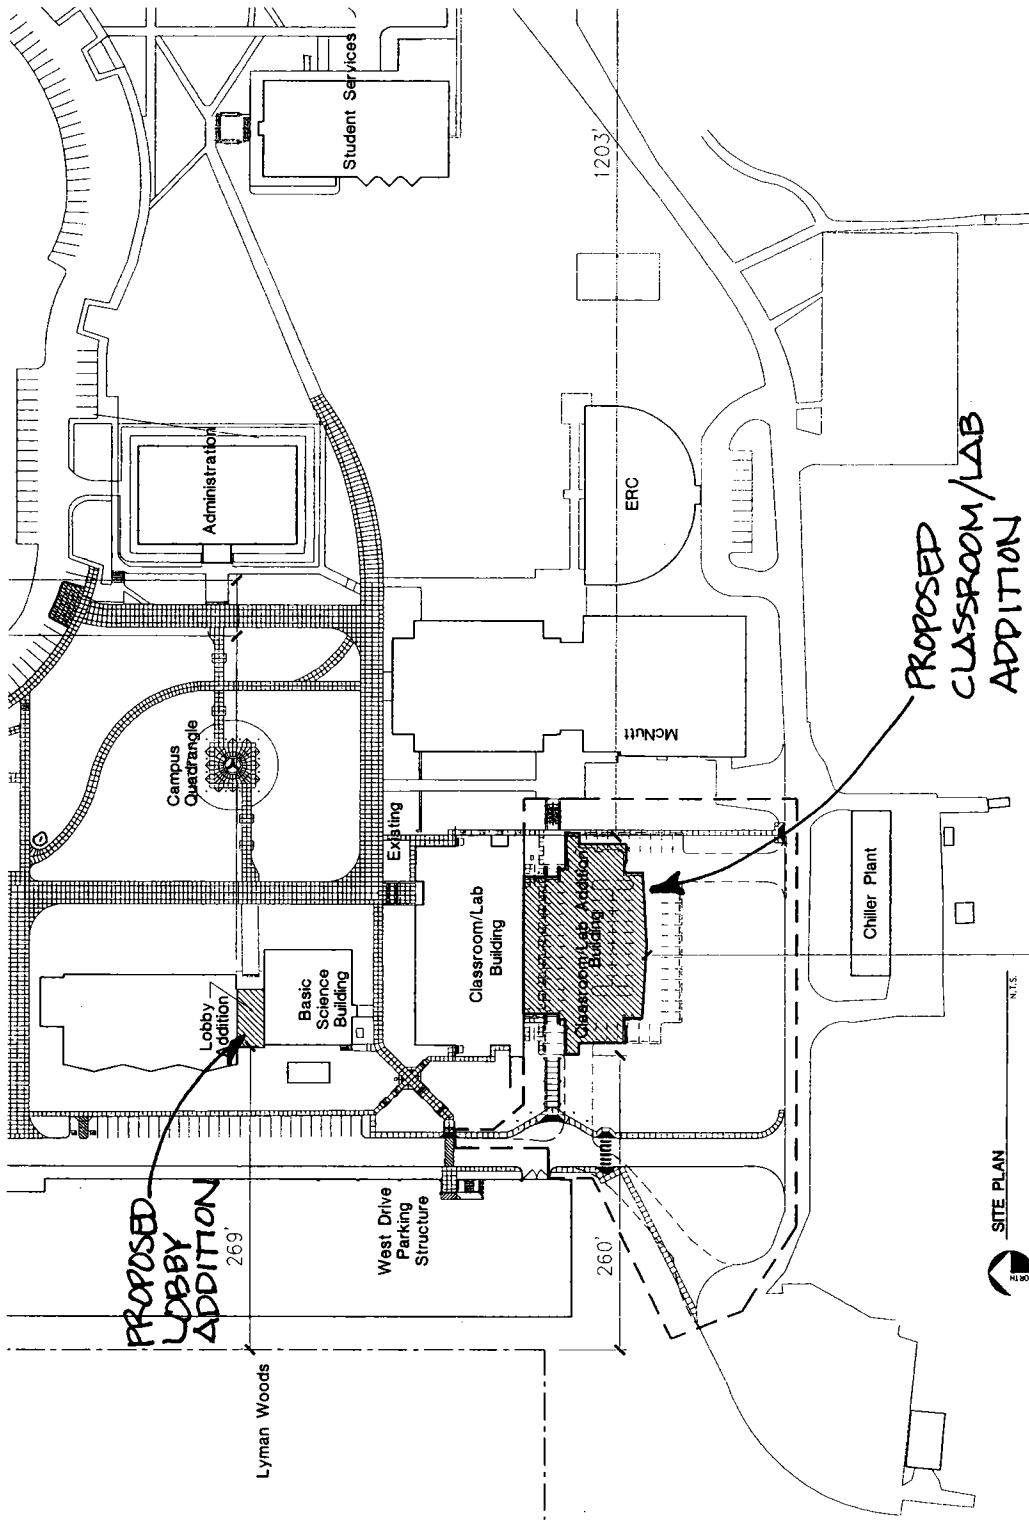 Student Services
1203'
Administration
ERC
Campus
Quadrangle
McNutt
Existing
Classroom/Lab
Building
Classroom/Lab Addition
Building
Chiller Plant
Lobby
Addition
Basic
Science
Building
West Drive
Parking
Structure
269'
260'
Lyman Woods
PROPOSED
LOBBY
ADDITION
PROPOSED
CLASSROOM/LAB
ADDITION
SITE PLAN
N.T.S.